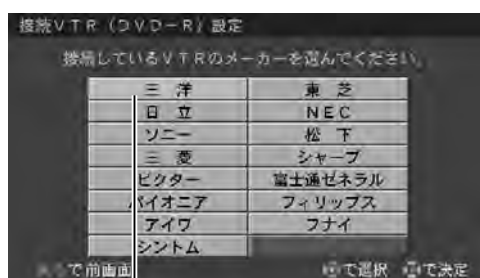 接続VTR(DVD-R)設定
接続しているVTRのメーカーを選んでください。
三 洋 東 芝
日 立 NEC
ソニー 松 下
三 菱 シャープ
ビクター 富士通ゼネラル
パイオニア フィリップス
アイワ フナイ
シントム
で前画面 で選択 で決定